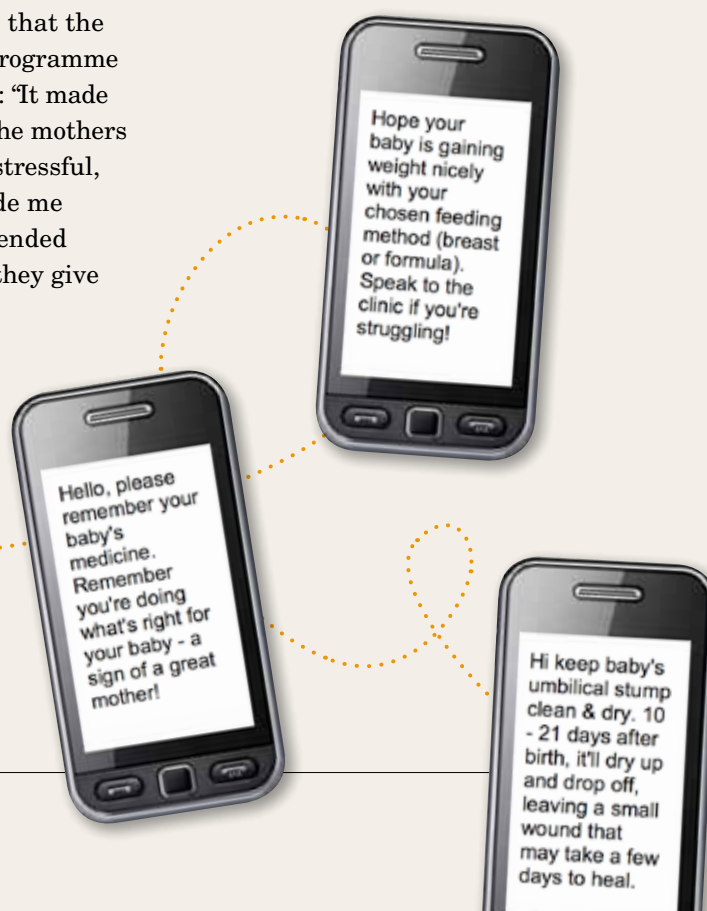 that the
rogramme
: “It made
he mothers
stressful,
de me
ended
they give
Hope your
baby is gaining
weight nicely
with your
chosen feeding
method (breast
or formula).
Speak to the
clinic if you're
struggling!
Hello, please
remember your
baby's
medicine.
Remember
you're doing
what's right for
your baby - a
sign of a great
mother!
Hi keep baby's
umbilical stump
clean & dry. 10
- 21 days after
birth, it'll dry up
and drop off,
leaving a small
wound that
may take a few
days to heal.